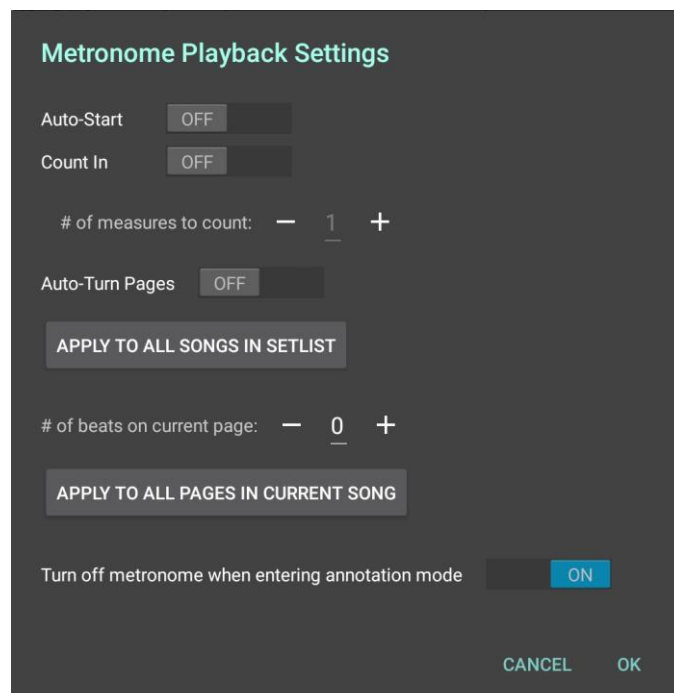 Metronome Playback Settings
Auto-Start OFF
Count In OFF
# of measures to count: − 1 +
Auto-Turn Pages OFF
APPLY TO ALL SONGS IN SETLIST
# of beats on current page: − 0 +
APPLY TO ALL PAGES IN CURRENT SONG
Turn off metronome when entering annotation mode ON
CANCEL OK